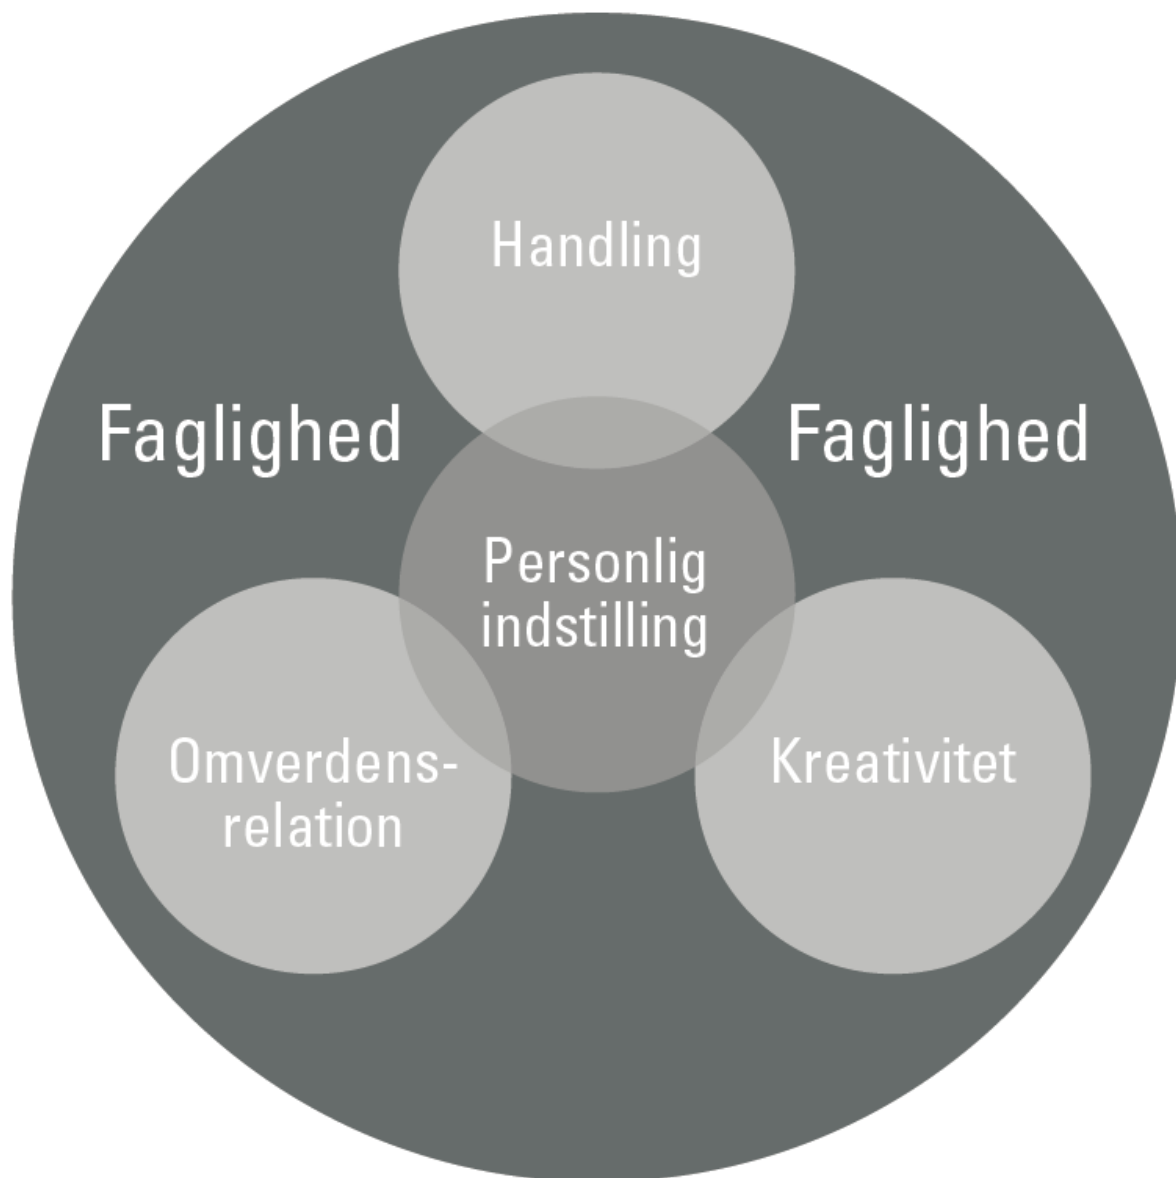 Handling
Faglighed
Faglighed
Personlig
indstilling
Omverdens-
relation
Kreativitet